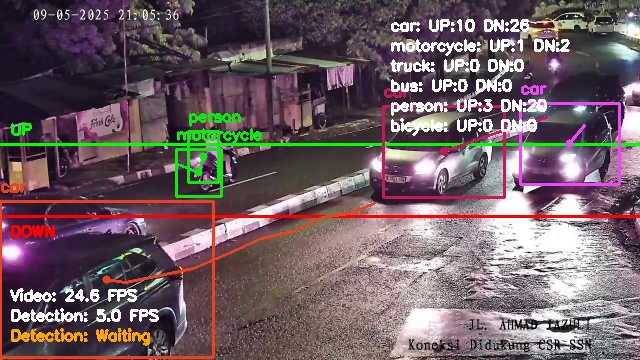 09-05-2025 21:05:36
car: UP:10 DN:26
motorcycle: UP:1 DN:2
truck: UP:0 DN:0
bus: UP:0 DN:0
car
car
person: UP:3 DN:20
bicycle: UP:0 DN:0
person
motorcycle
UP
Fresh Cola
car
DOWN
Video: 24.6 FPS
Detection: 5.0 FPS
Detection: Waiting
JL. AHMAD JAZULI
Koneksi Didukung CSR SSN